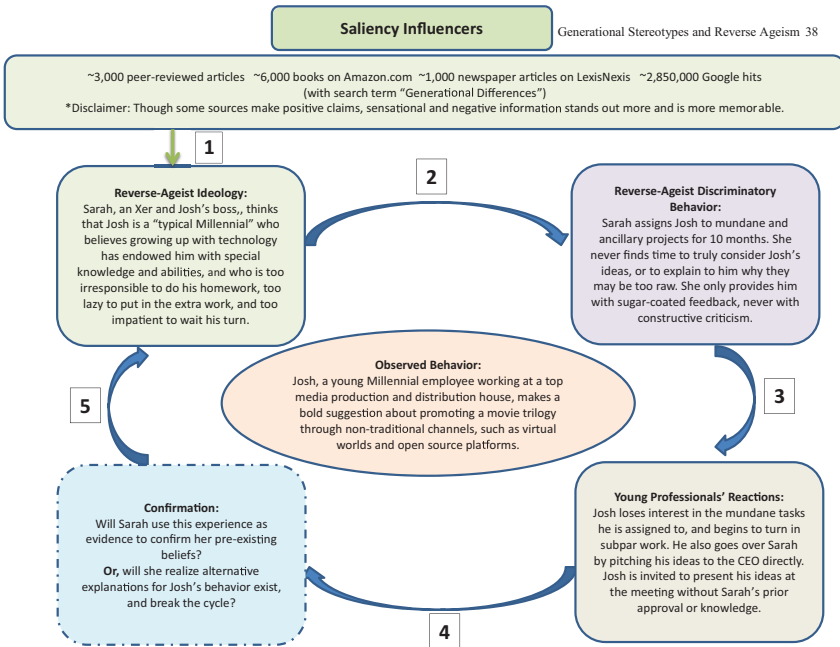 Saliency Influencers
Generational Stereotypes and Reverse Ageism 38
~3,000 peer-reviewed articles ~6,000 books on Amazon.com ~1,000 newspaper articles on LexisNexis ~2,850,000 Google hits
(with search term “Generational Differences”)
*Disclaimer: Though some sources make positive claims, sensational and negative information stands out more and is more memorable.
1
2
Reverse-Ageist Ideology:
Sarah, an Xer and Josh’s boss,, thinks
that Josh is a “typical Millennial” who
believes growing up with technology
has endowed him with special
knowledge and abilities, and who is too
irresponsible to do his homework, too
lazy to put in the extra work, and too
impatient to wait his turn.
Reverse-Ageist Discriminatory
Behavior:
Sarah assigns Josh to mundane and
ancillary projects for 10 months. She
never finds time to truly consider Josh’s
ideas, or to explain to him why they
may be too raw. She only provides him
with sugar-coated feedback, never with
constructive criticism.
Observed Behavior:
Josh, a young Millennial employee working at a top
media production and distribution house, makes a
bold suggestion about promoting a movie trilogy
through non-traditional channels, such as virtual
worlds and open source platforms.
5
3
Confirmation:
Will Sarah use this experience as
evidence to confirm her pre-existing
beliefs?
Or, will she realize alternative
explanations for Josh’s behavior exist,
and break the cycle?
Young Professionals’ Reactions:
Josh loses interest in the mundane tasks
he is assigned to, and begins to turn in
subpar work. He also goes over Sarah
by pitching his ideas to the CEO directly.
Josh is invited to present his ideas at
the meeting without Sarah’s prior
approval or knowledge.
4